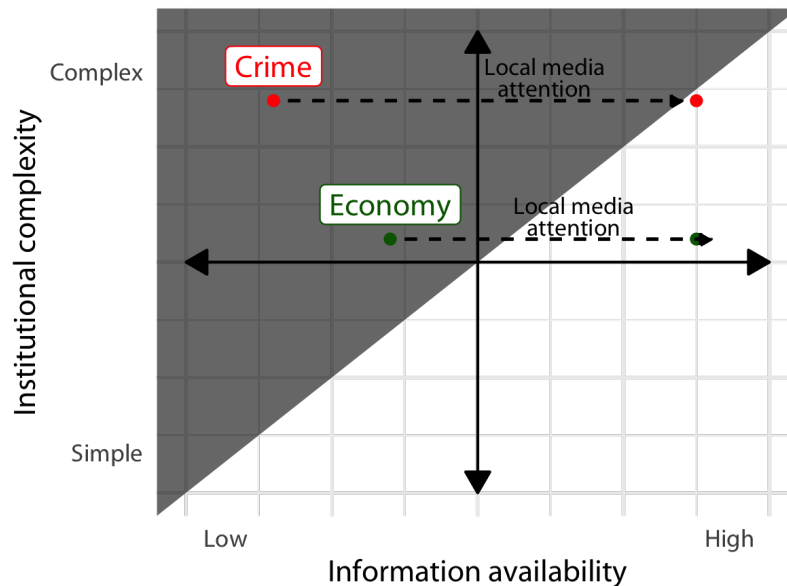 Complex
Crime
Local media
attention
Economy
Local media
attention
Institutional complexity
Simple
Low
High
Information availability